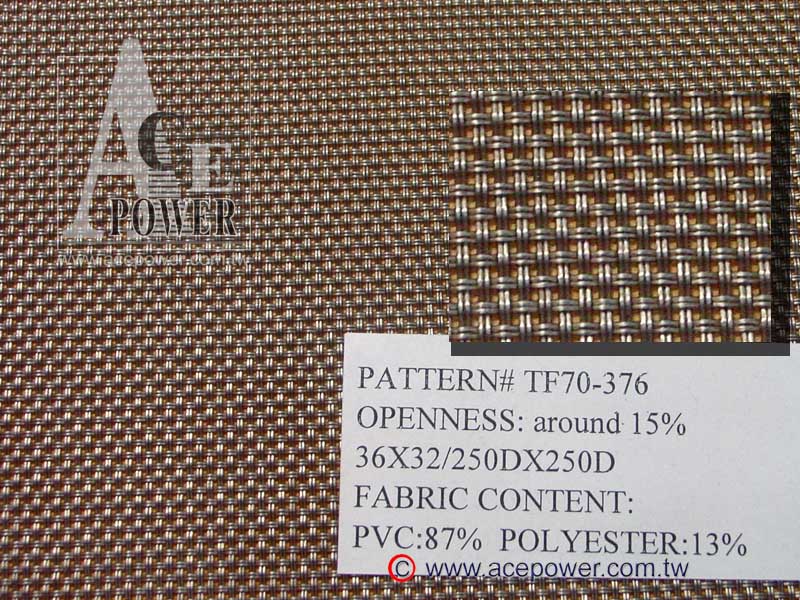 ACE
POWER
www.acepower.com.tw
PATTERN# TF70-376
OPENNESS: around 15%
36X32/250DX250D
FABRIC CONTENT:
PVC:87% POLYESTER:13%
© www.acepower.com.tw